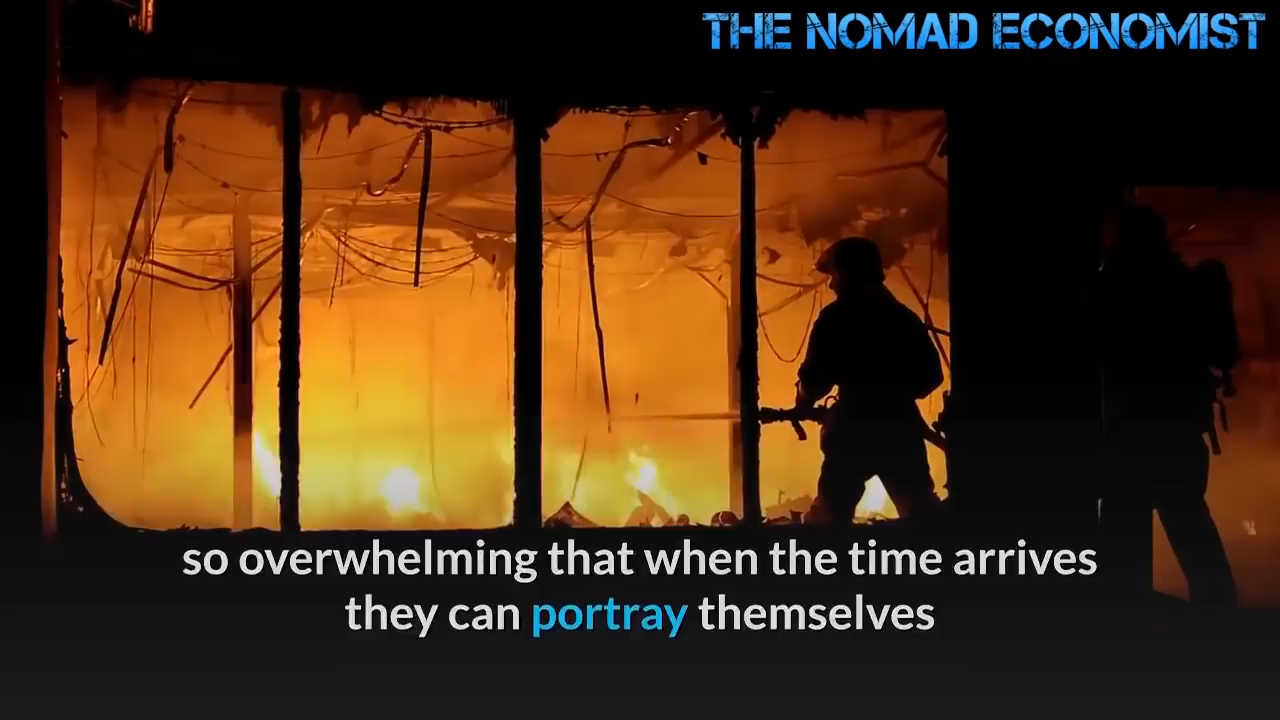 THE NOMAD ECONOMIST
so overwhelming that when the time arrives
they can portray themselves